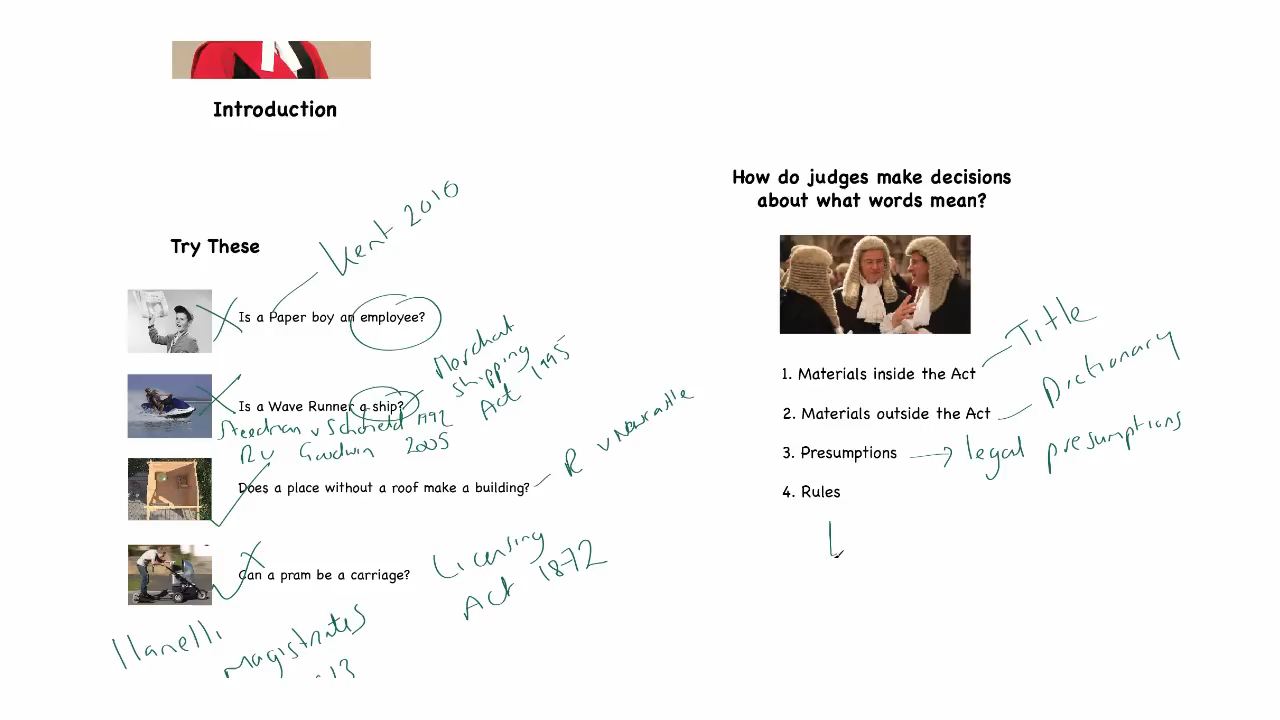 Introduction
Try These
Kent 2010
Is a Paper boy an employee?
Merchant
Shipping
Act 1995
Is a Wave Runner a ship?
Steedman v Schofield 1992
R v Goodwin 2005
Does a place without a roof make a building?
R v Newcastle
Can a pram be a carriage?
Licensing
Act 1872
llanelli
magistrates
13
How do judges make decisions
about what words mean?
1. Materials inside the Act
Title
2. Materials outside the Act
Dictionary
3. Presumptions
legal presumptions
4. Rules
L